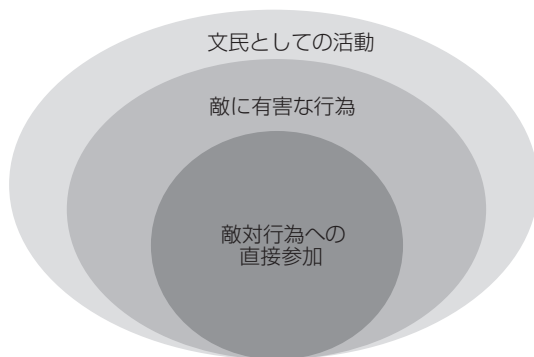 文民としての活動
敵に有害な行為
敵対行為への
直接参加